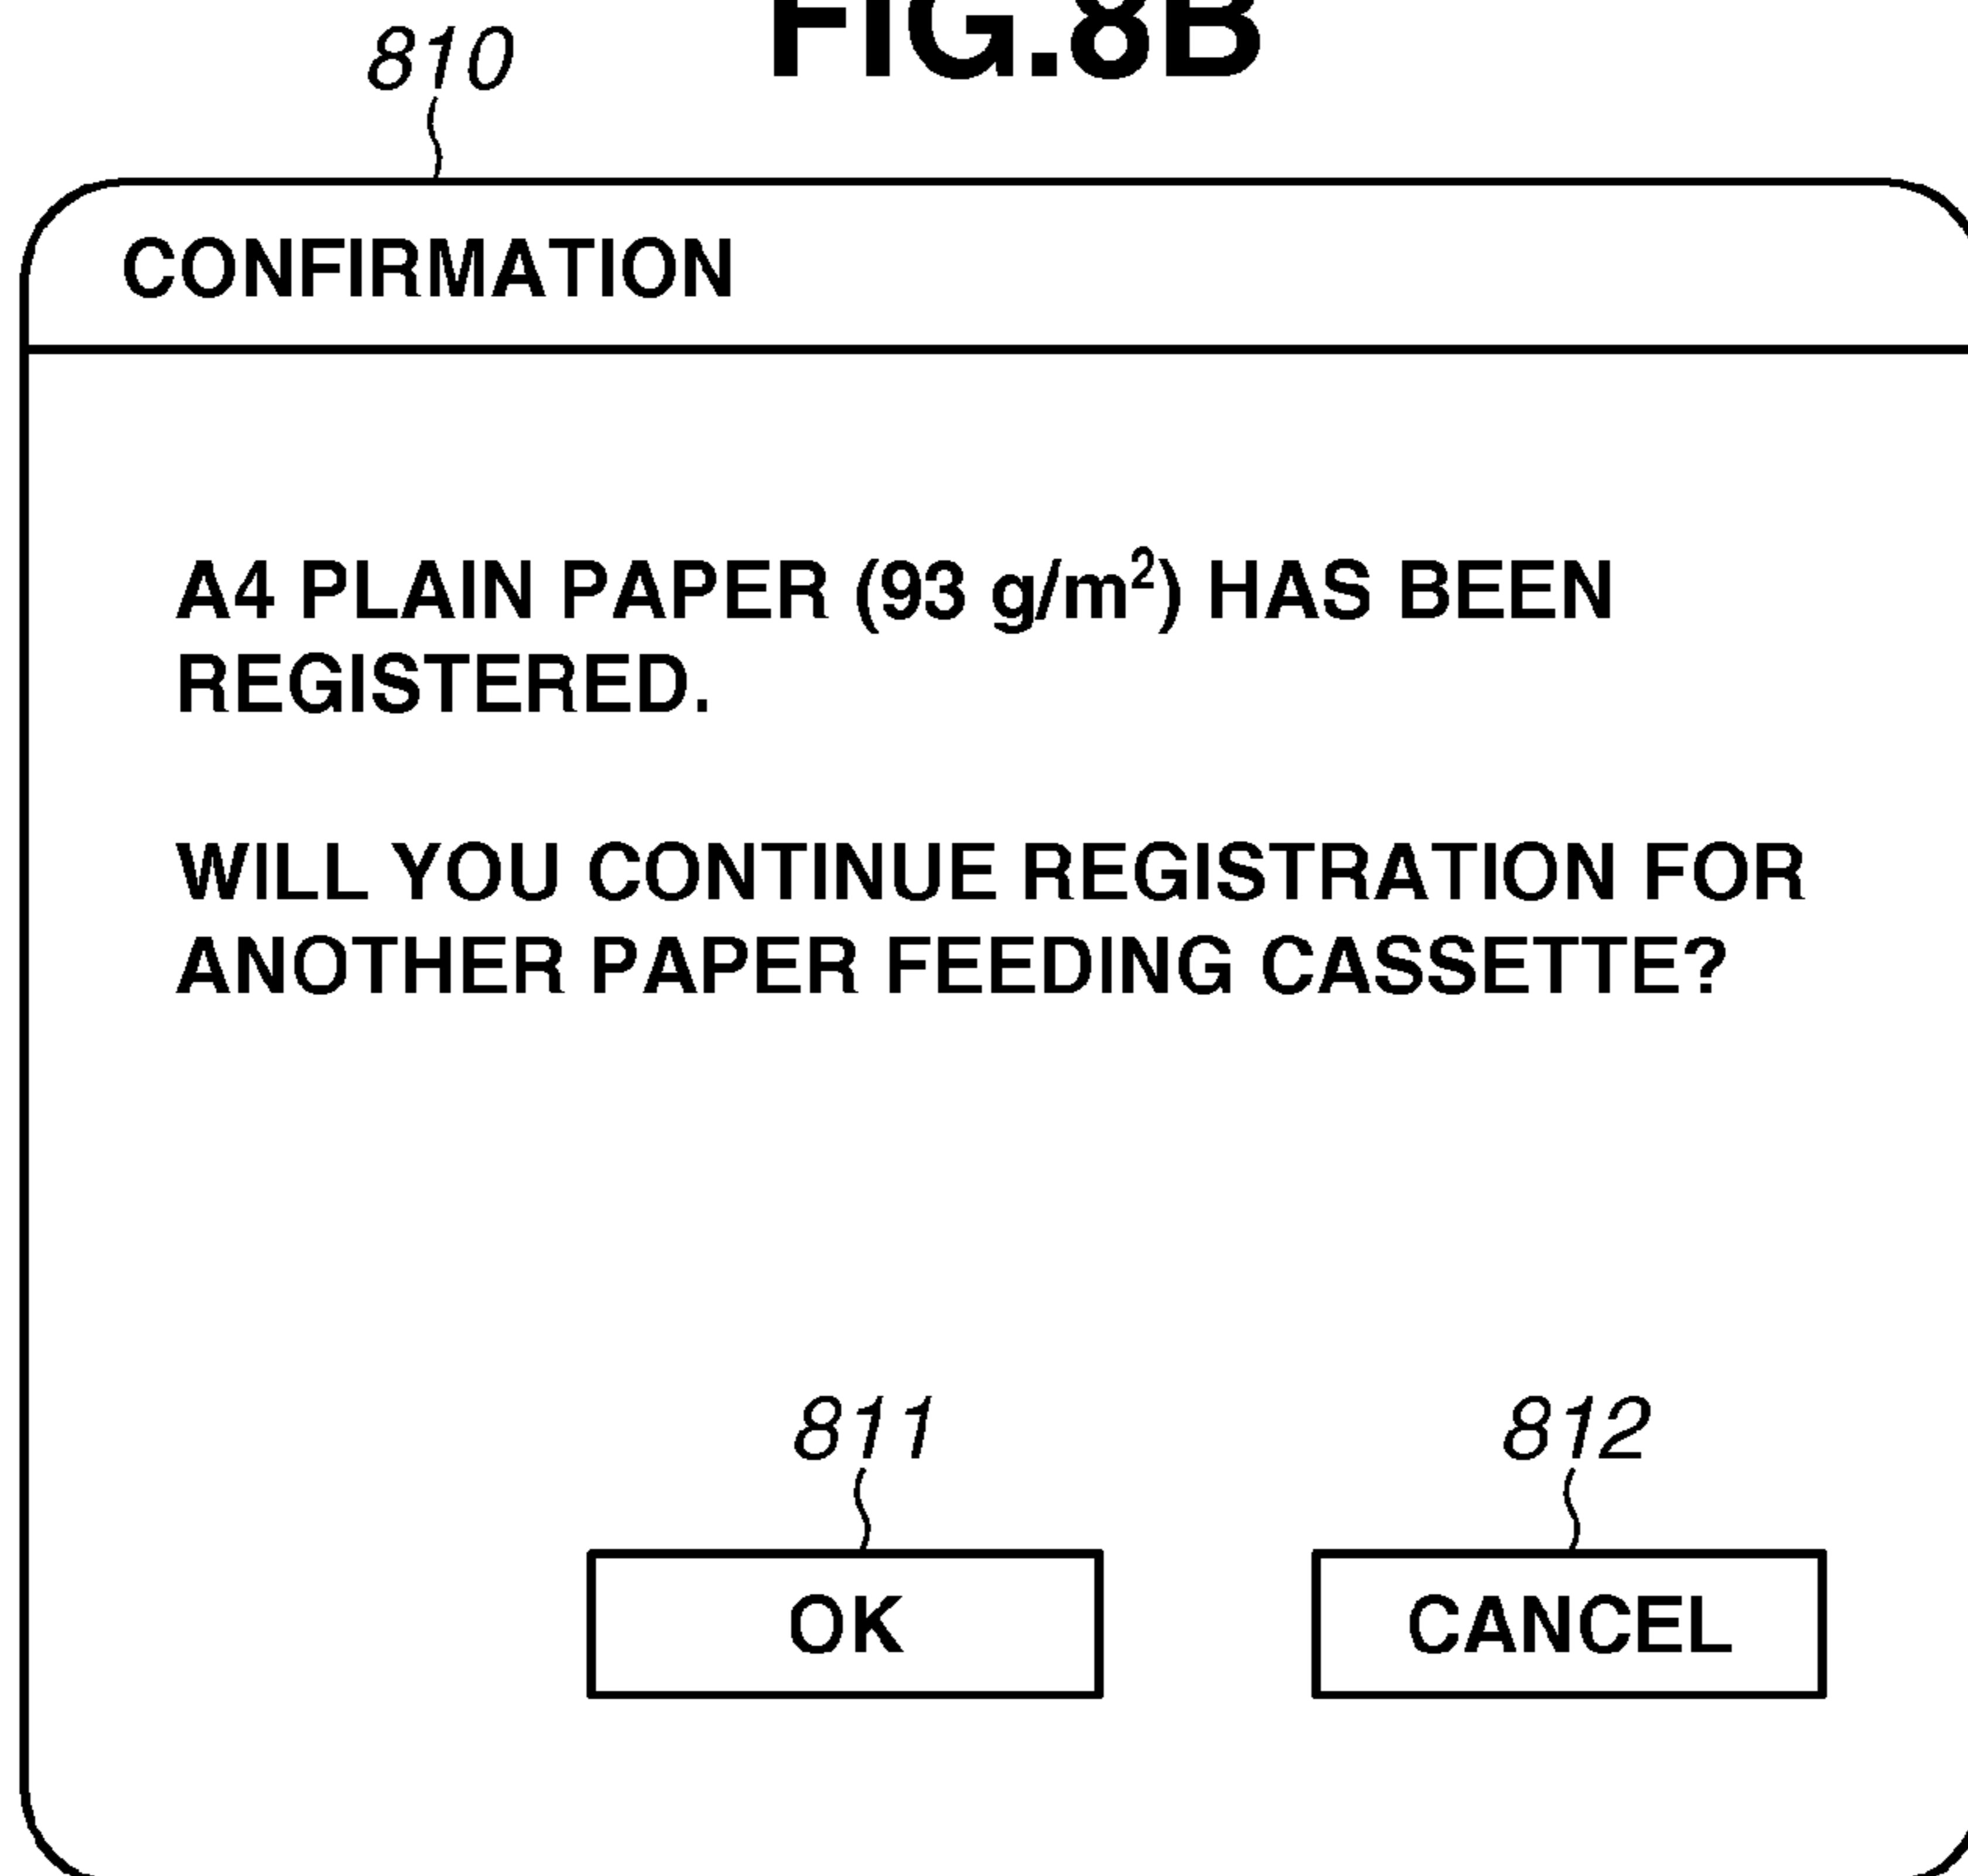 FIG.8B
810
CONFIRMATION
A4 PLAIN PAPER (93 g/m²) HAS BEEN
REGISTERED.
WILL YOU CONTINUE REGISTRATION FOR
ANOTHER PAPER FEEDING CASSETTE?
811 812
OK CANCEL